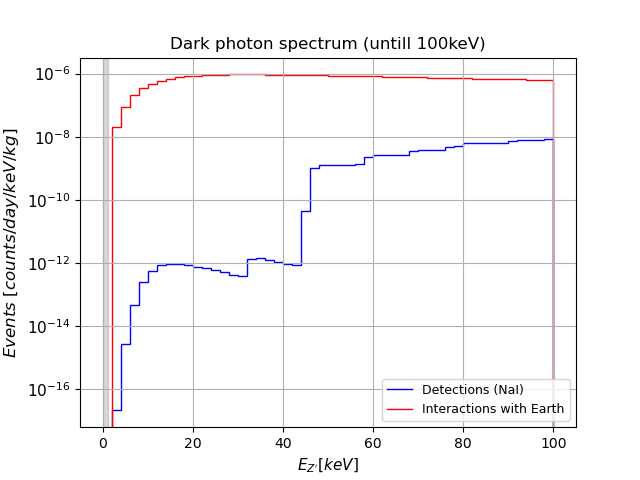 Dark photon spectrum (untill 100keV)
Events [counts/day/keV/kg]
10⁻⁶
10⁻⁸
10⁻¹⁰
10⁻¹²
10⁻¹⁴
10⁻¹⁶
Detections (NaI)
Interactions with Earth
0 20 40 60 80 100
E_Z'[keV]